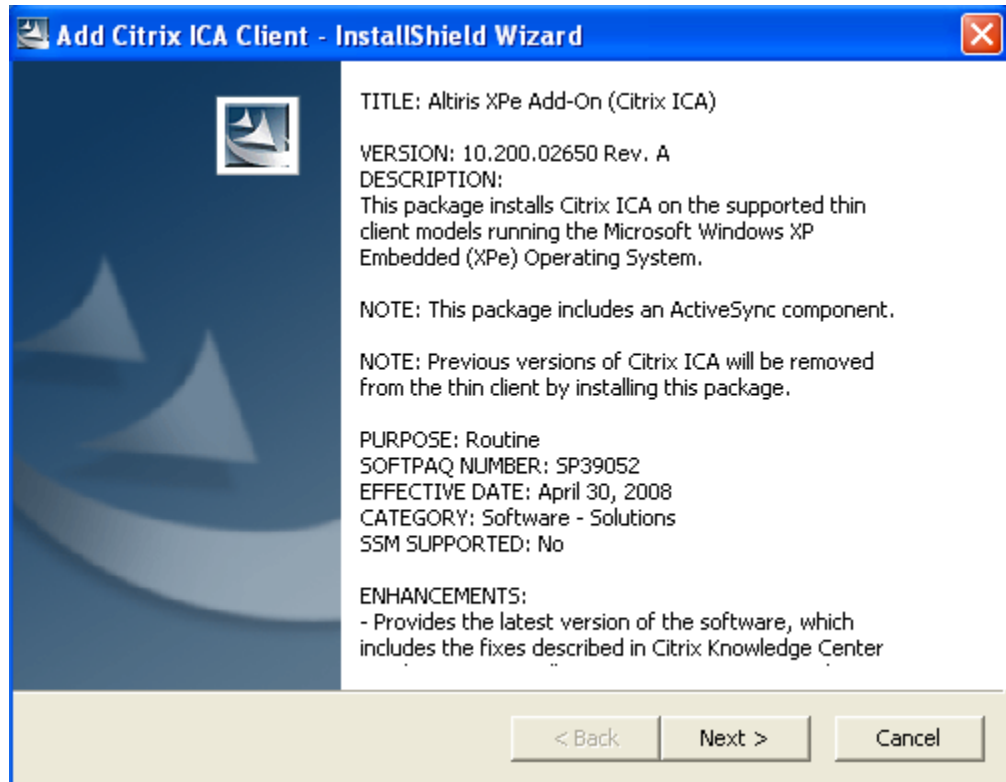 Add Citrix ICA Client - InstallShield Wizard
TITLE: Altiris XPe Add-On (Citrix ICA)
VERSION: 10.200.02650 Rev. A
DESCRIPTION:
This package installs Citrix ICA on the supported thin
client models running the Microsoft Windows XP
Embedded (XPe) Operating System.
NOTE: This package includes an ActiveSync component.
NOTE: Previous versions of Citrix ICA will be removed
from the thin client by installing this package.
PURPOSE: Routine
SOFTPAQ NUMBER: SP39052
EFFECTIVE DATE: April 30, 2008
CATEGORY: Software - Solutions
SSM SUPPORTED: No
ENHANCEMENTS:
- Provides the latest version of the software, which
includes the fixes described in Citrix Knowledge Center
< Back
Next >
Cancel